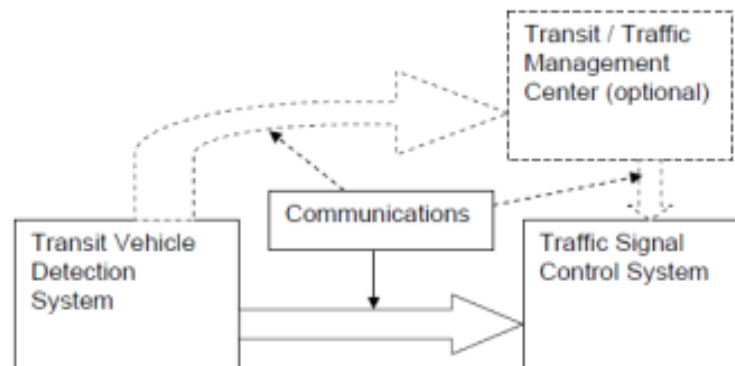 Transit / Traffic
Management
Center (optional)
Communications
Transit Vehicle
Detection
System
Traffic Signal
Control System